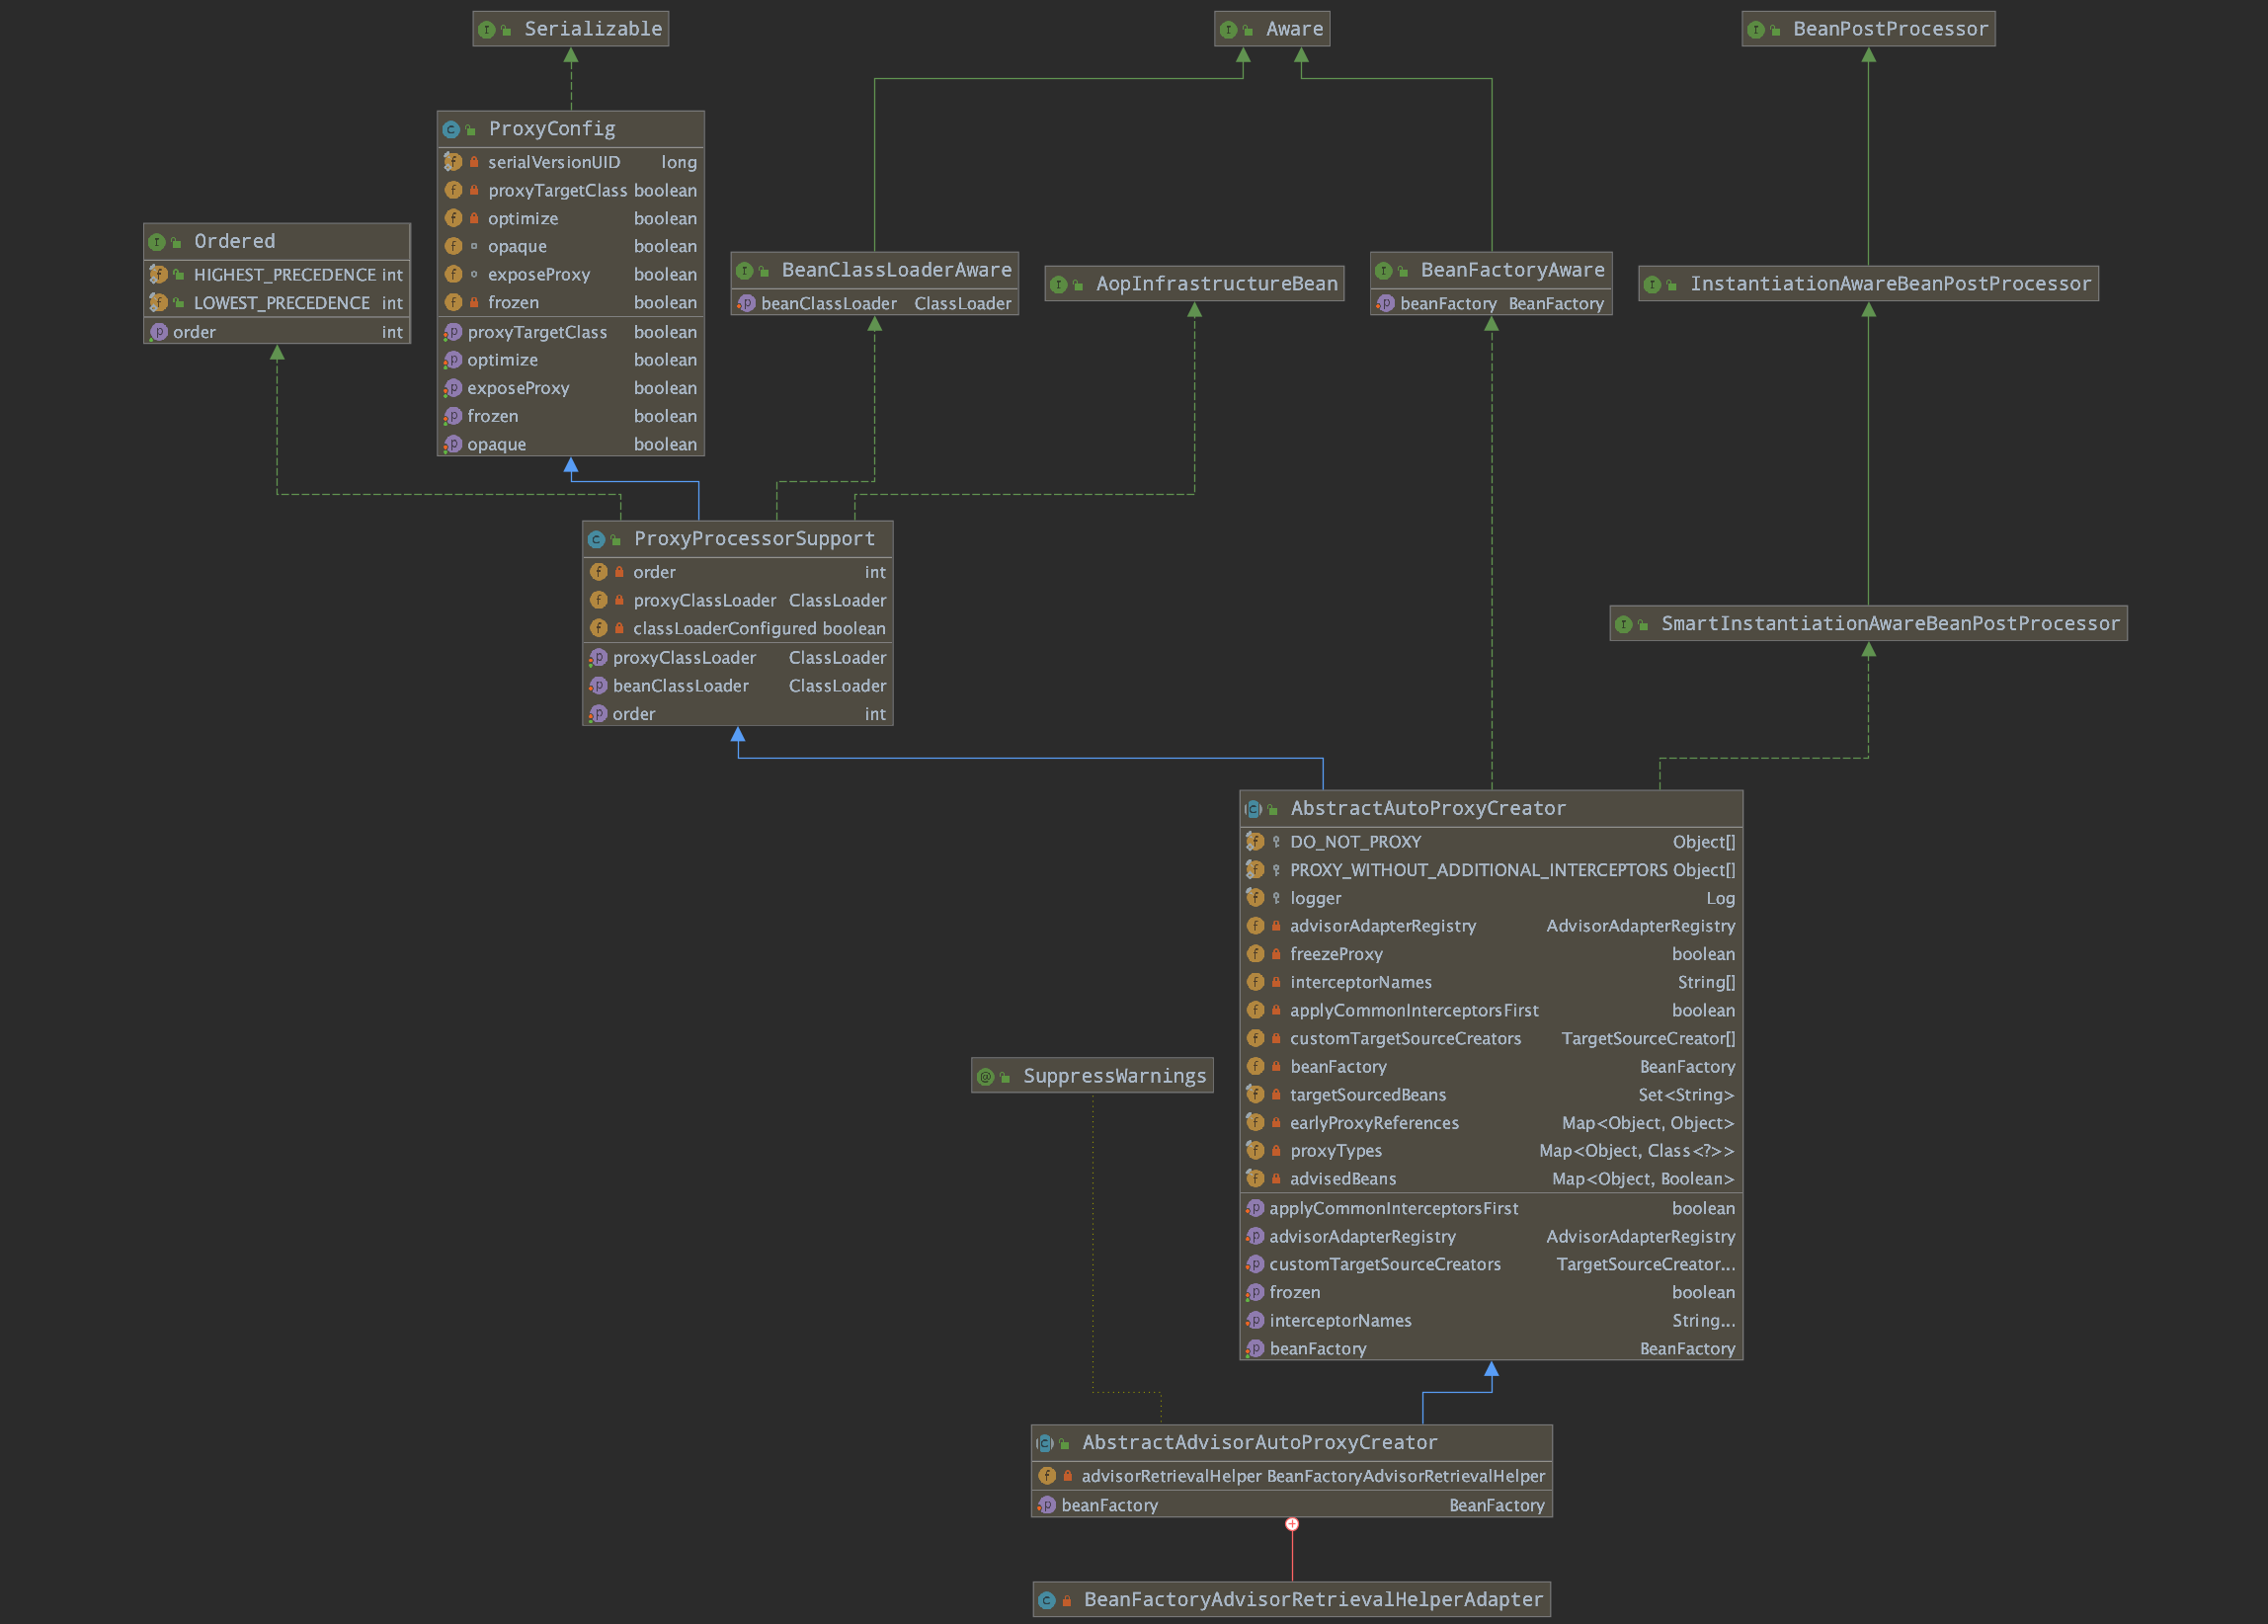 Serializable
Aware
BeanPostProcessor
ProxyConfig
serialVersionUID long
proxyTargetClass boolean
optimize boolean
opaque boolean
exposeProxy boolean
frozen boolean
proxyTargetClass boolean
optimize boolean
exposeProxy boolean
frozen boolean
opaque boolean
Ordered
HIGHEST_PRECEDENCE int
LOWEST_PRECEDENCE int
order int
BeanClassLoaderAware
beanClassLoader ClassLoader
AopInfrastructureBean
BeanFactoryAware
beanFactory BeanFactory
InstantiationAwareBeanPostProcessor
ProxyProcessorSupport
order int
proxyClassLoader ClassLoader
classLoaderConfigured boolean
proxyClassLoader ClassLoader
beanClassLoader ClassLoader
order int
SmartInstantiationAwareBeanPostProcessor
AbstractAutoProxyCreator
DO_NOT_PROXY Object[]
PROXY_WITHOUT_ADDITIONAL_INTERCEPTORS Object[]
logger Log
advisorAdapterRegistry AdvisorAdapterRegistry
freezeProxy boolean
interceptorNames String[]
applyCommonInterceptorsFirst boolean
customTargetSourceCreators TargetSourceCreator[]
beanFactory BeanFactory
targetSourcedBeans Set<String>
earlyProxyReferences Map<Object, Object>
proxyTypes Map<Object, Class<?>>
advisedBeans Map<Object, Boolean>
applyCommonInterceptorsFirst boolean
advisorAdapterRegistry AdvisorAdapterRegistry
customTargetSourceCreators TargetSourceCreator...
frozen boolean
interceptorNames String...
beanFactory BeanFactory
SuppressWarnings
AbstractAdvisorAutoProxyCreator
advisorRetrievalHelper BeanFactoryAdvisorRetrievalHelper
beanFactory BeanFactory
BeanFactoryAdvisorRetrievalHelperAdapter